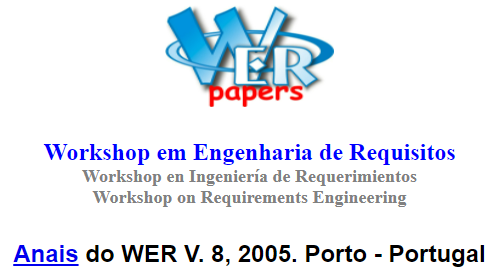 WER
papers
Workshop em Engenharia de Requisitos
Workshop en Ingeniería de Requerimientos
Workshop on Requirements Engineering
Anais do WER V. 8, 2005. Porto - Portugal